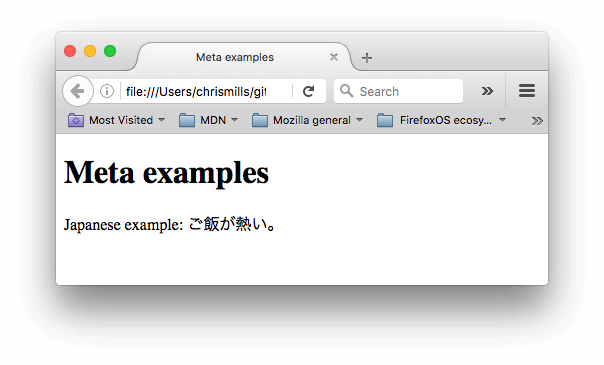 Meta examples
file:///Users/chrismills/git
Search
Most Visited
MDN
Mozilla general
FirefoxOS ecosy...
Meta examples
Japanese example: ご飯が熱い。